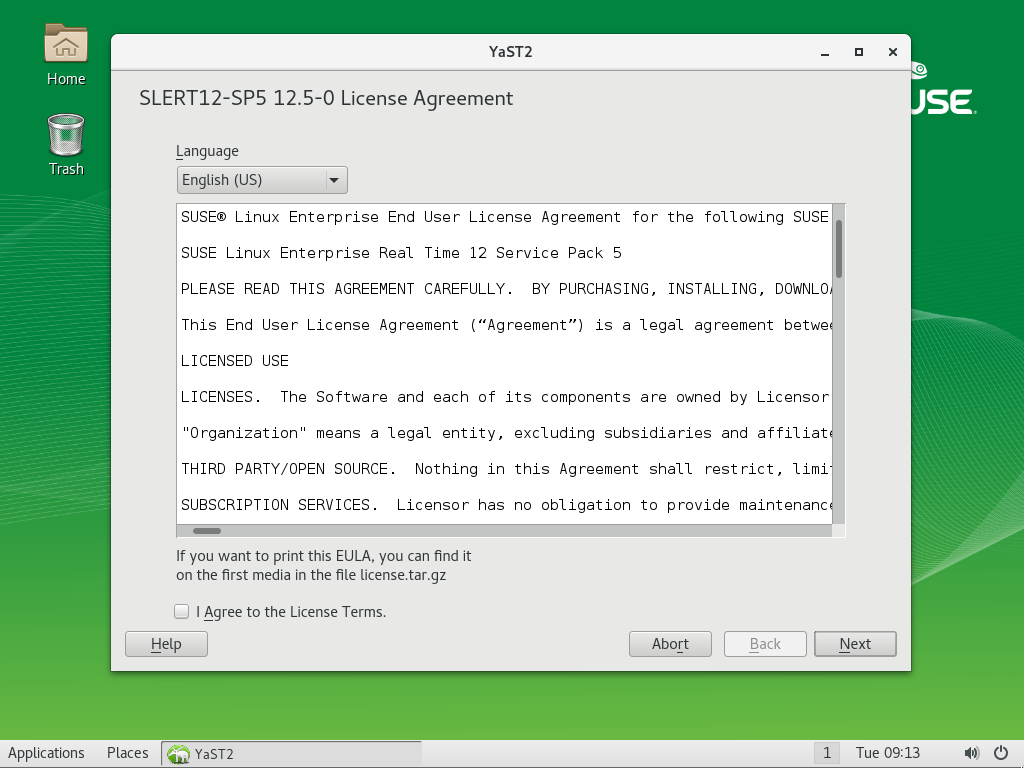 Home
Trash
YaST2
USE.
SLERT12-SP5 12.5-0 License Agreement
Language
English (US)
SUSE® Linux Enterprise End User License Agreement for the following SUSE
SUSE Linux Enterprise Real Time 12 Service Pack 5
PLEASE READ THIS AGREEMENT CAREFULLY.  BY PURCHASING, INSTALLING, DOWNLOA
This End User License Agreement (“Agreement”) is a legal agreement betwee
LICENSED USE
LICENSES.  The Software and each of its components are owned by Licensor
"Organization" means a legal entity, excluding subsidiaries and affiliate
THIRD PARTY/OPEN SOURCE.  Nothing in this Agreement shall restrict, limi
SUBSCRIPTION SERVICES.  Licensor has no obligation to provide maintenance
If you want to print this EULA, you can find it
on the first media in the file license.tar.gz
I Agree to the License Terms.
Help
Abort
Back
Next
Applications
Places
YaST2
1
Tue 09:13